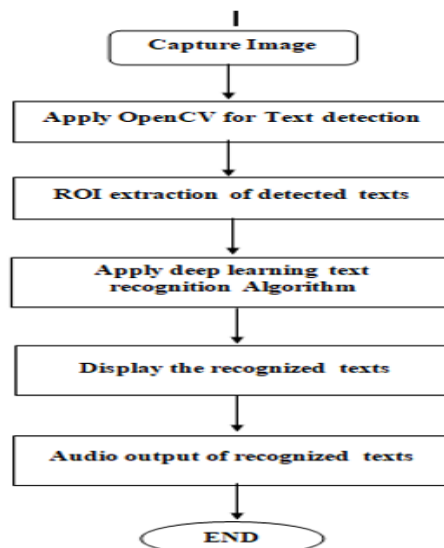 Capture Image
Apply OpenCV for Text detection
ROI extraction of detected texts
Apply deep learning text
recognition Algorithm
Display the recognized texts
Audio output of recognized texts
END